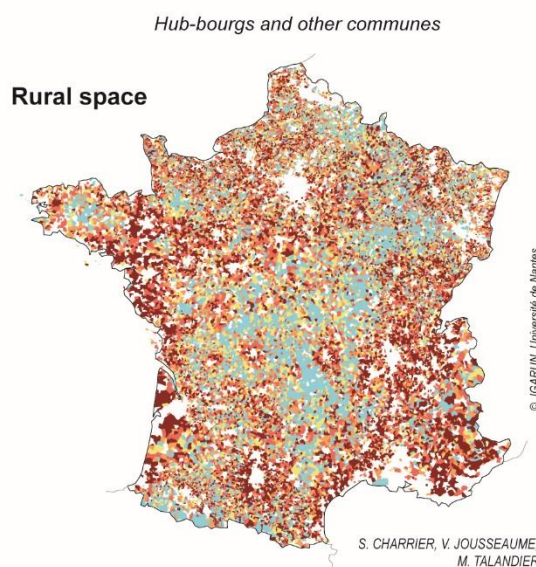 Hub-bourgs and other communes
Rural space
© IGARUN, Université de Nantes
S. CHARRIER, V. JOUSSEAUME,
M. TALANDIER